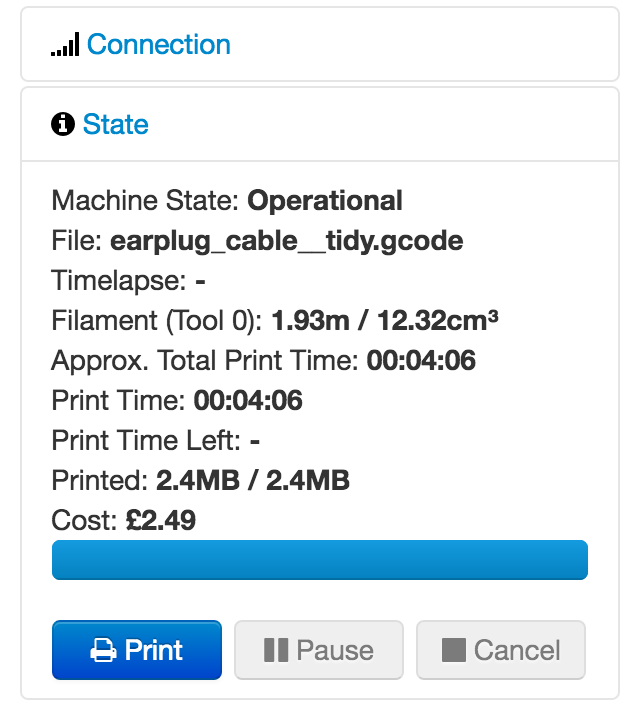 Connection
State
Machine State: Operational
File: earplug_cable__tidy.gcode
Timelapse: -
Filament (Tool 0): 1.93m / 12.32cm³
Approx. Total Print Time: 00:04:06
Print Time: 00:04:06
Print Time Left: -
Printed: 2.4MB / 2.4MB
Cost: £2.49
Print Pause Cancel